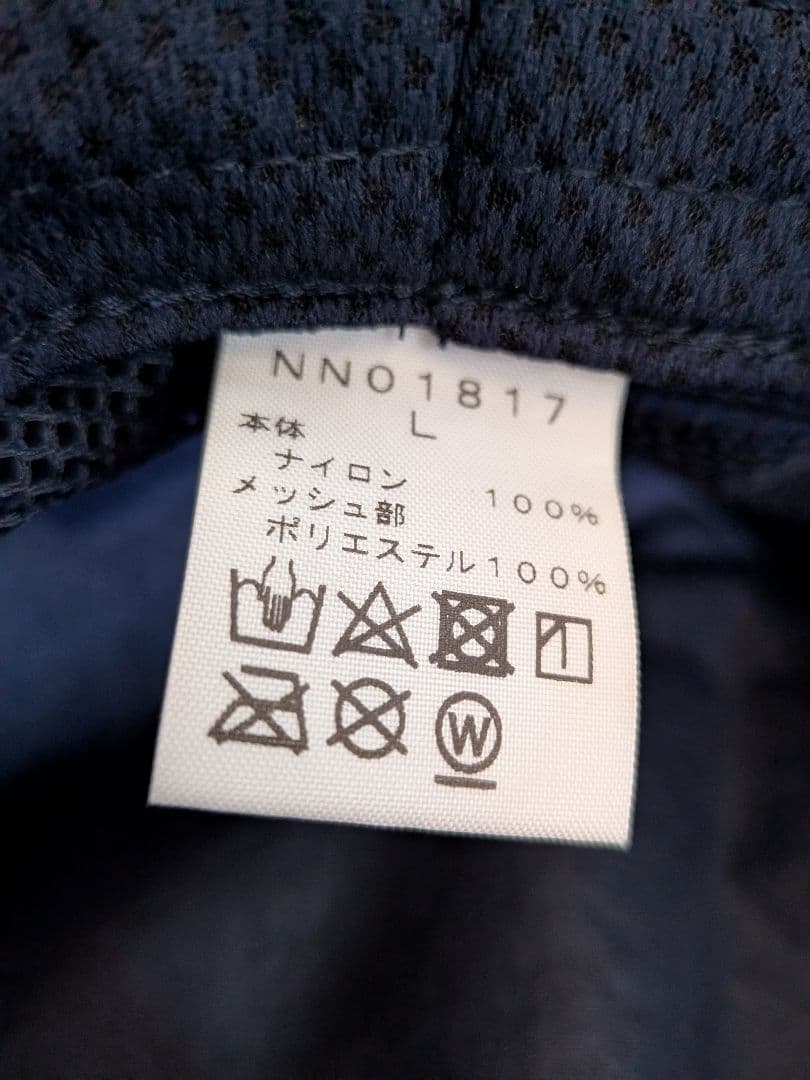 NN01817
L
本体
ナイロン 100%
メッシュ部
ポリエステル100%
W